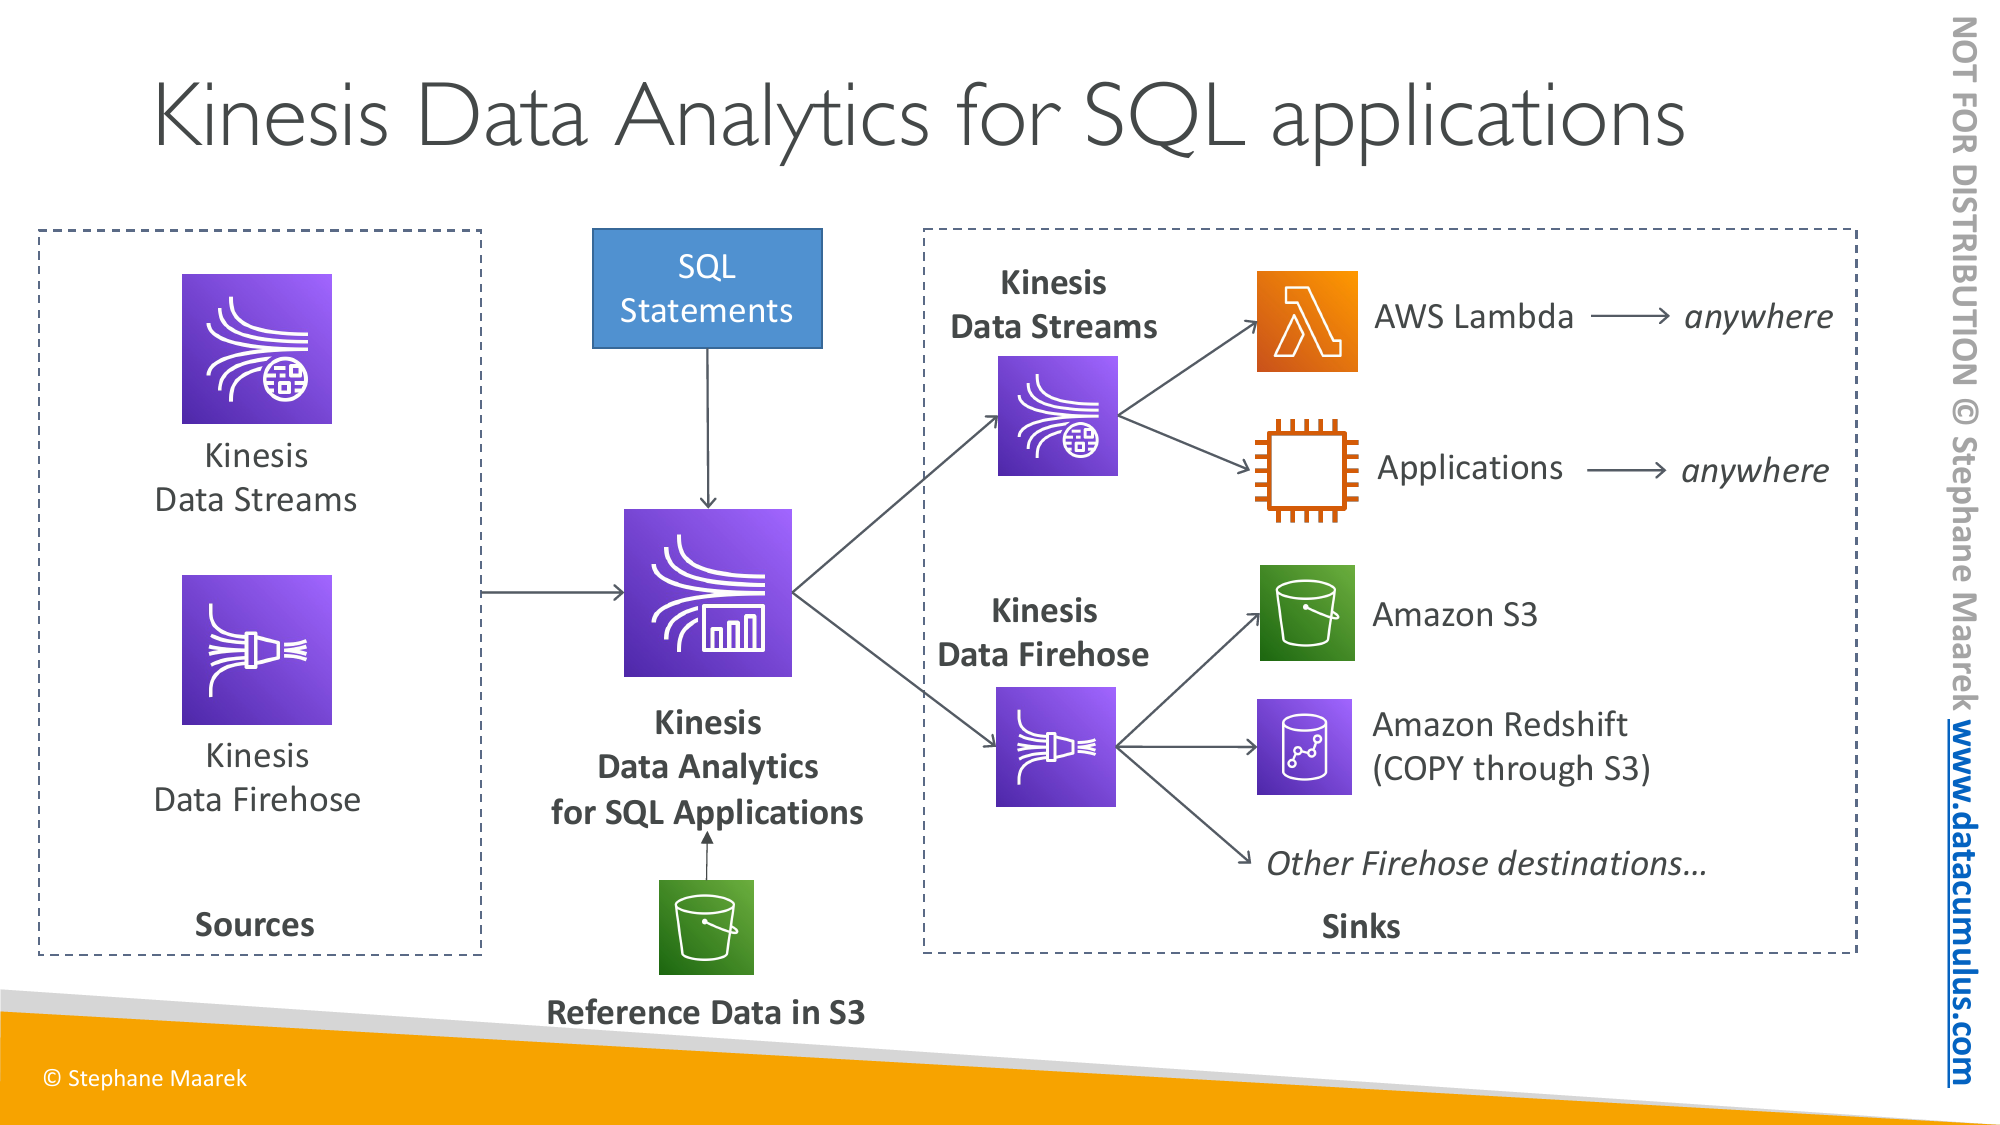 Kinesis Data Analytics for SQL applications
Kinesis
Data Streams
Kinesis
Data Firehose
Sources
SQL
Statements
Kinesis
Data Analytics
for SQL Applications
Reference Data in S3
Kinesis
Data Streams
AWS Lambda
anywhere
Applications
anywhere
Kinesis
Data Firehose
Amazon S3
Amazon Redshift
(COPY through S3)
Other Firehose destinations...
Sinks
© Stephane Maarek
NOT FOR DISTRIBUTION © Stephane Maarek www.datacumulus.com